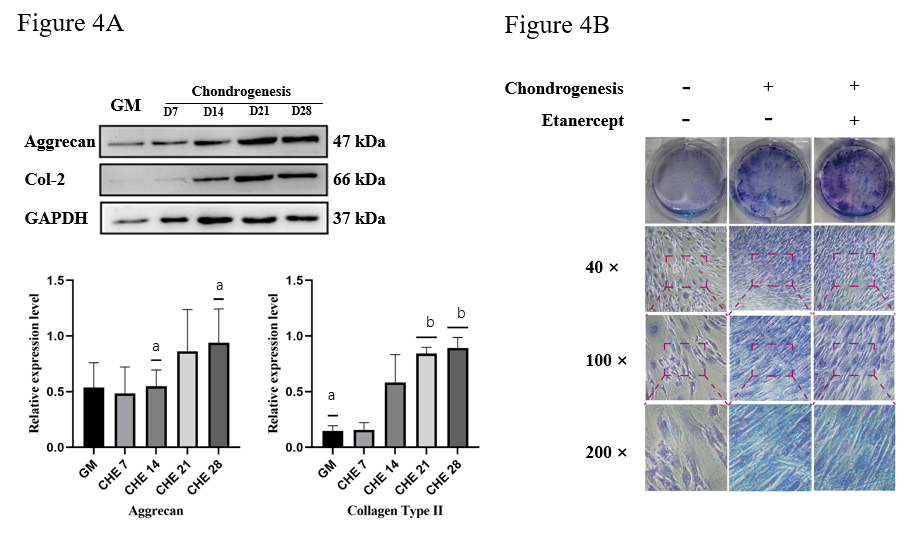 Figure 4A
Chondrogenesis
GM
D7 D14 D21 D28
Aggrecan 47 kDa
Col-2 66 kDa
GAPDH 37 kDa
Relative expression level
1.5
1.0
0.5
0.0
a
a
GM
CHE 7
CHE 14
CHE 21
CHE 28
Aggrecan
Relative expression level
1.5
1.0
0.5
0.0
a
b
b
GM
CHE 7
CHE 14
CHE 21
CHE 28
Collagen Type II
Figure 4B
Chondrogenesis - + +
Etanercept - - +
40 ×
100 ×
200 ×